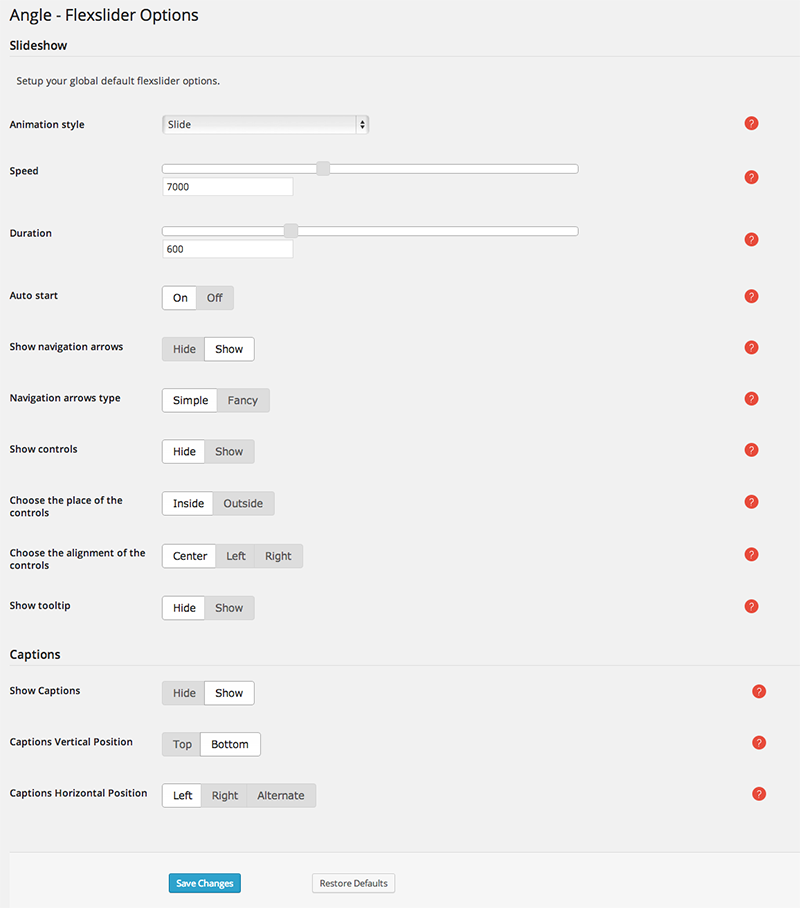 Angle - Flexslider Options
Slideshow
Setup your global default flexslider options.
Animation style Slide ?
Speed ?
7000
Duration ?
600
Auto start On Off ?
Show navigation arrows Hide Show ?
Navigation arrows type Simple Fancy ?
Show controls Hide Show ?
Choose the place of the
controls Inside Outside ?
Choose the alignment of the
controls Center Left Right ?
Show tooltip Hide Show ?
Captions
Show Captions Hide Show ?
Captions Vertical Position Top Bottom ?
Captions Horizontal Position Left Right Alternate ?
Save Changes Restore Defaults